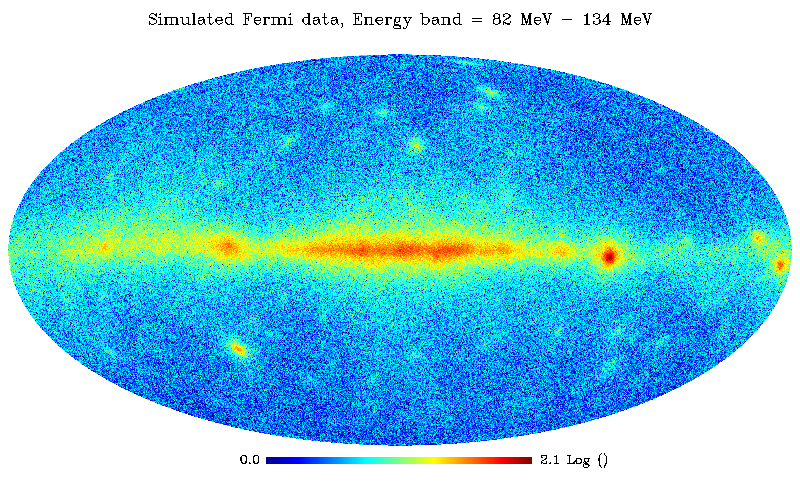 Simulated Fermi data, Energy band = 82 MeV − 134 MeV
0.0 2.1 Log ()